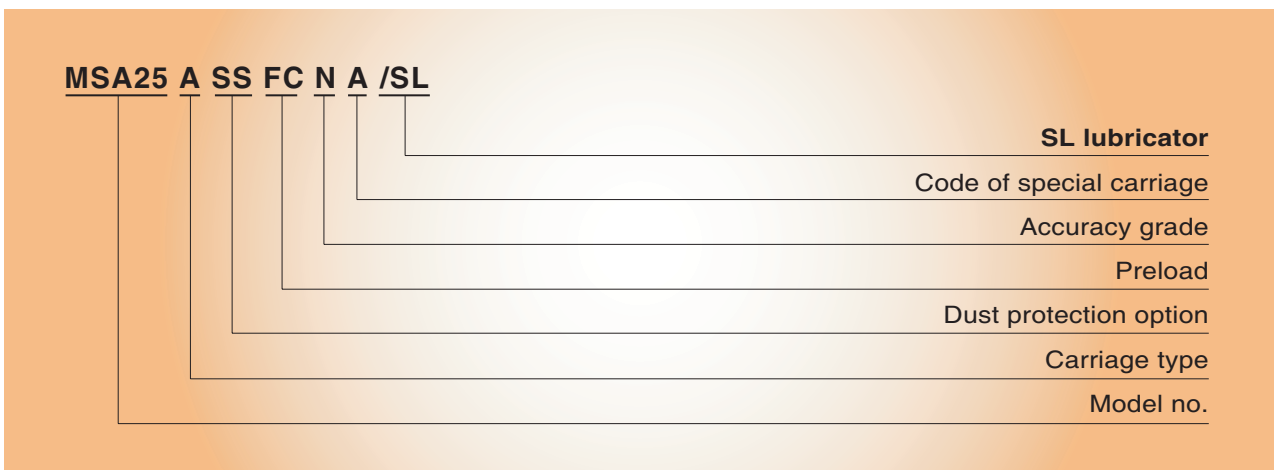 MSA25 A SS FC N A /SL
SL lubricator
Code of special carriage
Accuracy grade
Preload
Dust protection option
Carriage type
Model no.